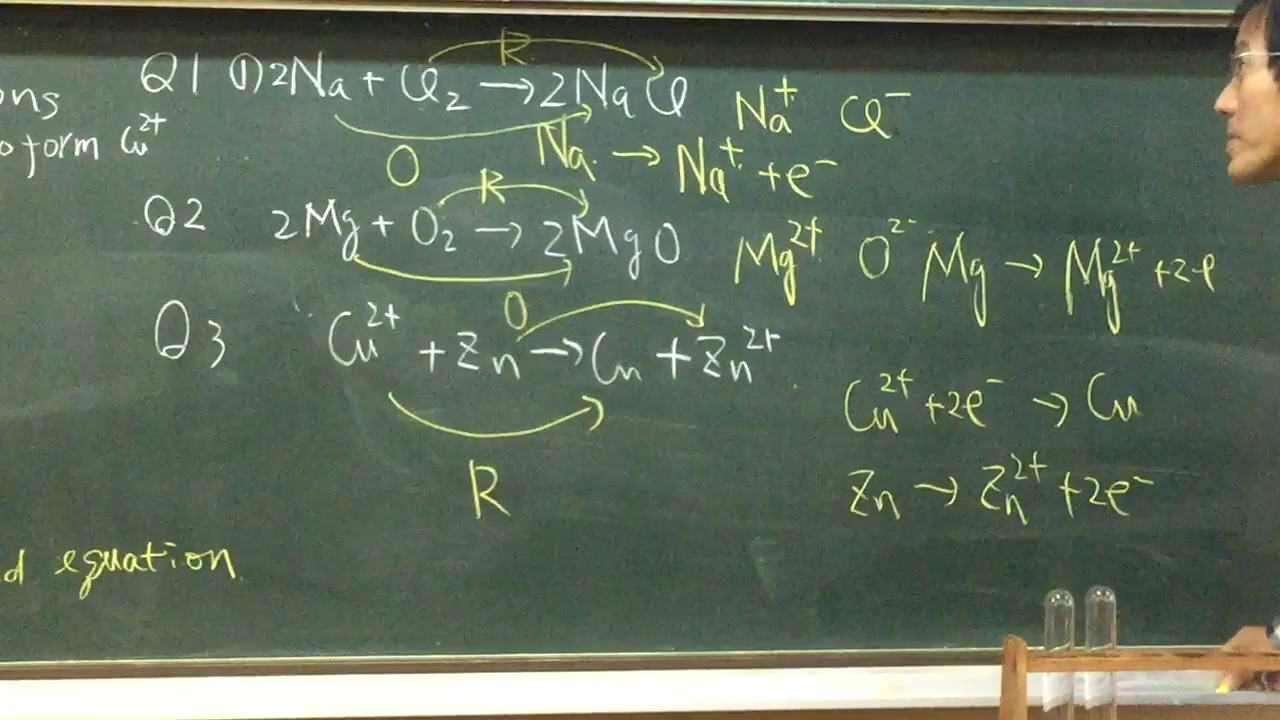 ons
o form Cu²⁺
Q1 (1) 2Na + Cl₂ → 2NaCl
R
O
Na⁺ Cl⁻
Na → Na⁺ + e⁻
Q2 2Mg + O₂ → 2MgO
R
O
Mg²⁺ O²⁻ Mg → Mg²⁺ + 2e
Q3 Cu²⁺ + Zn → Cu + Zn²⁺
R
Cu²⁺ + 2e⁻ → Cu
Zn → Zn²⁺ + 2e⁻
d equation